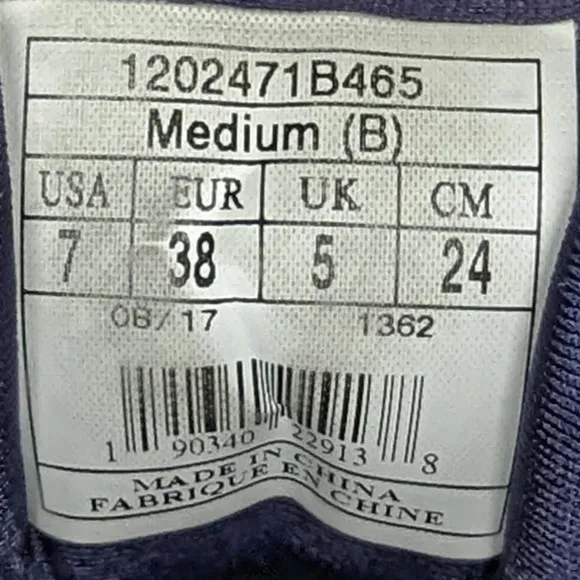 1202471B465
Medium (B)
USA EUR UK CM
7 38 5 24
08/17 1362
1 90340 22913 8
MADE IN CHINA
FABRIQUE EN CHINE